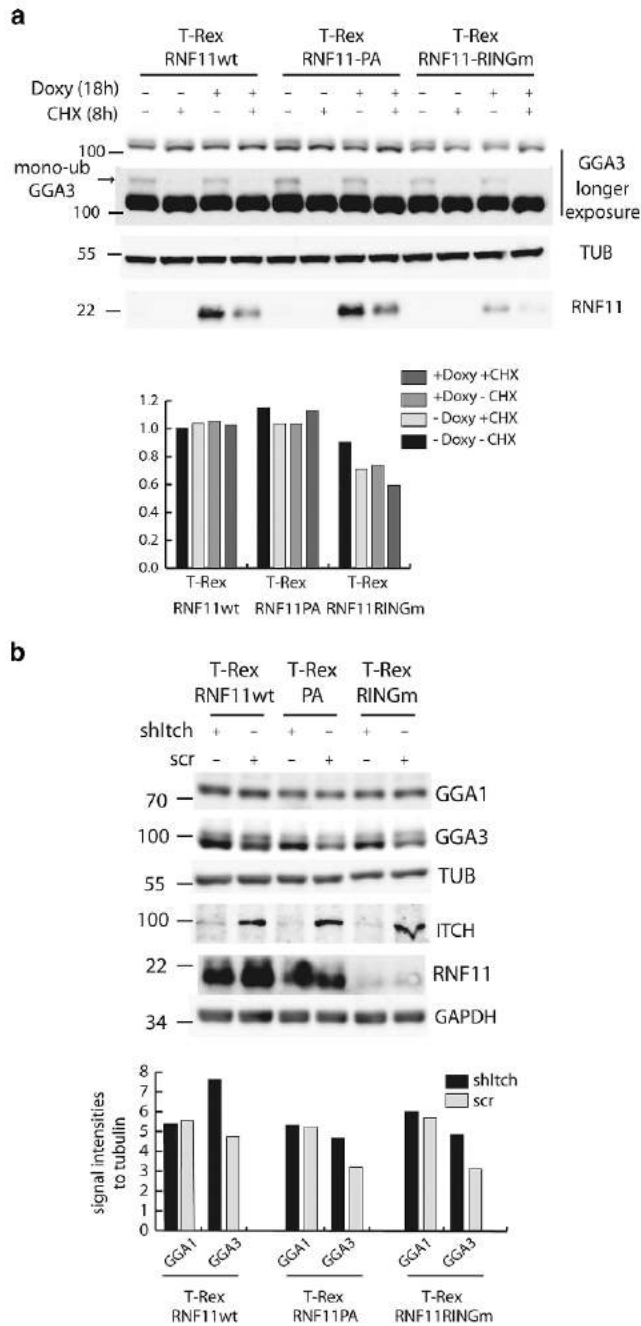 a
T-Rex T-Rex T-Rex
RNF11wt RNF11-PA RNF11-RINGm
Doxy (18h) – – + + – – + + – – + +
CHX (8h) – + – + – + – + – + – +
100
mono-ub → GGA3
GGA3
longer
exposure
100
55 TUB
22 RNF11
+Doxy +CHX
+Doxy - CHX
- Doxy +CHX
- Doxy - CHX
1.2
1.0
0.8
0.6
0.4
0.2
0.0
T-Rex T-Rex T-Rex
RNF11wt RNF11PA RNF11RINGm
b
T-Rex T-Rex T-Rex
RNF11wt PA RINGm
shItch + – + – + –
scr – + – + – +
70 GGA1
100 GGA3
55 TUB
100 ITCH
22 RNF11
34 GAPDH
signal intensities
to tubulin
8
7
6
5
4
3
2
1
0
shItch
scr
GGA1 GGA3 GGA1 GGA3 GGA1 GGA3
T-Rex T-Rex T-Rex
RNF11wt RNF11PA RNF11RINGm